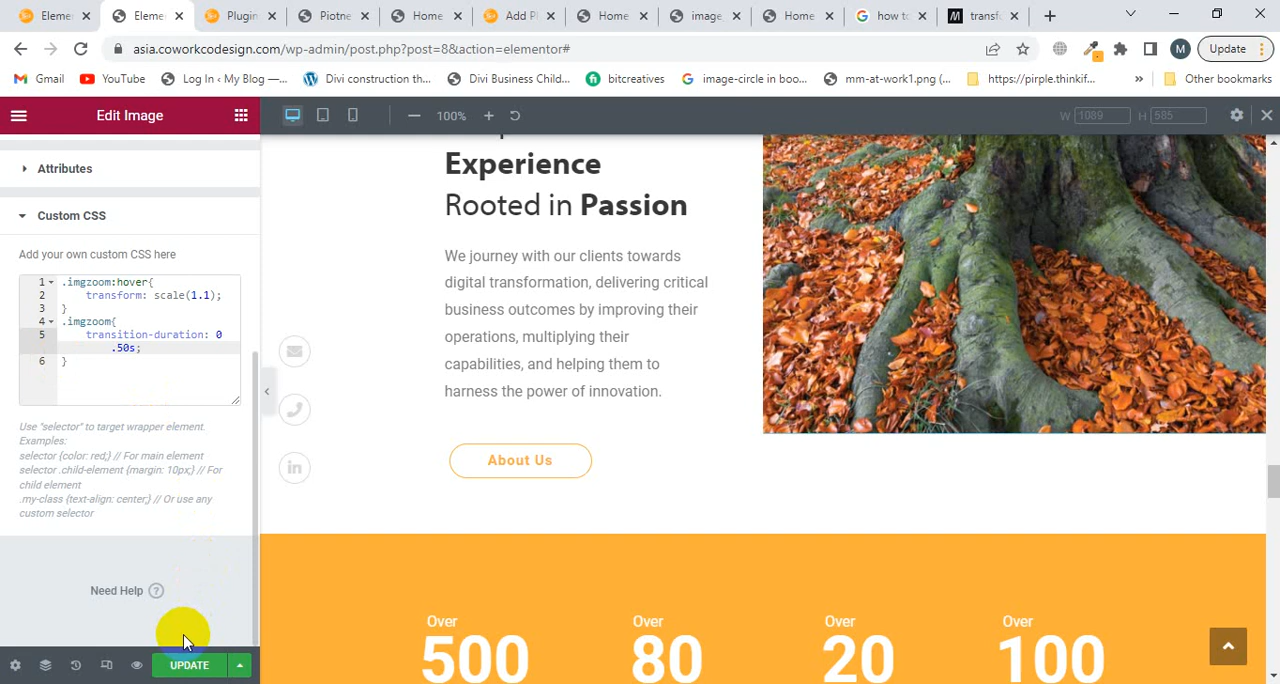 Eleme
Eleme
Plugin
Piotne
Home
Add Pl
Home
image
Home
how to
transf
asia.coworkcodesign.com/wp-admin/post.php?post=8&action=elementor#
M
Update
Gmail
YouTube
Log In ‹ My Blog —...
Divi construction th...
Divi Business Child...
bitcreatives
image-circle in boo...
mm-at-work1.png (...
https://pirple.thinkif...
»
Other bookmarks
Edit Image
100%
W 1089
H 585
Attributes
Custom CSS
Add your own custom CSS here
1 .imgzoom:hover{
2 transform: scale(1.1);
3 }
4 .imgzoom{
5 transition-duration: 0
.50s;
6 }
Use "selector" to target wrapper element.
Examples:
selector {color: red;} // For main element
selector .child-element {margin: 10px;} // For
child element
.my-class {text-align: center;} // Or use any
custom selector
Need Help ?
UPDATE
Experience
Rooted in Passion
We journey with our clients towards
digital transformation, delivering critical
business outcomes by improving their
operations, multiplying their
capabilities, and helping them to
harness the power of innovation.
About Us
in
Over
500
Over
80
Over
20
Over
100